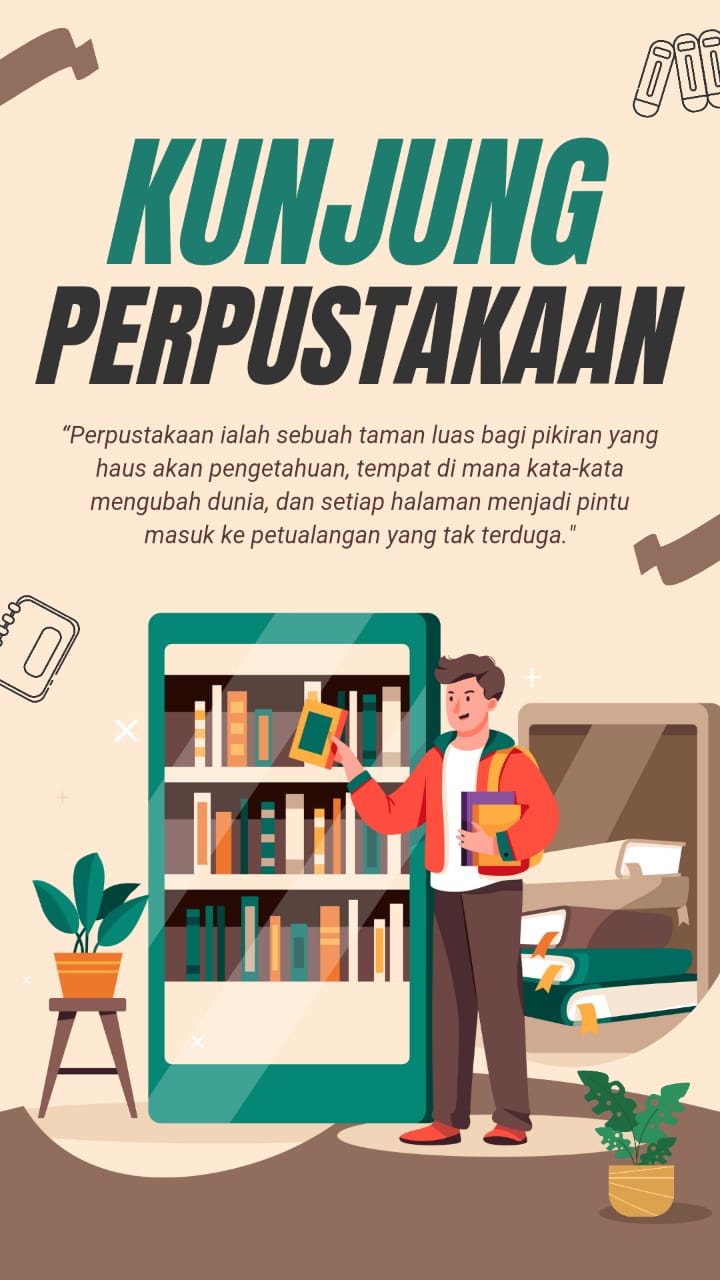 KUNJUNG
PERPUSTAKAAN
“Perpustakaan ialah sebuah taman luas bagi pikiran yang
haus akan pengetahuan, tempat di mana kata-kata
mengubah dunia, dan setiap halaman menjadi pintu
masuk ke petualangan yang tak terduga."